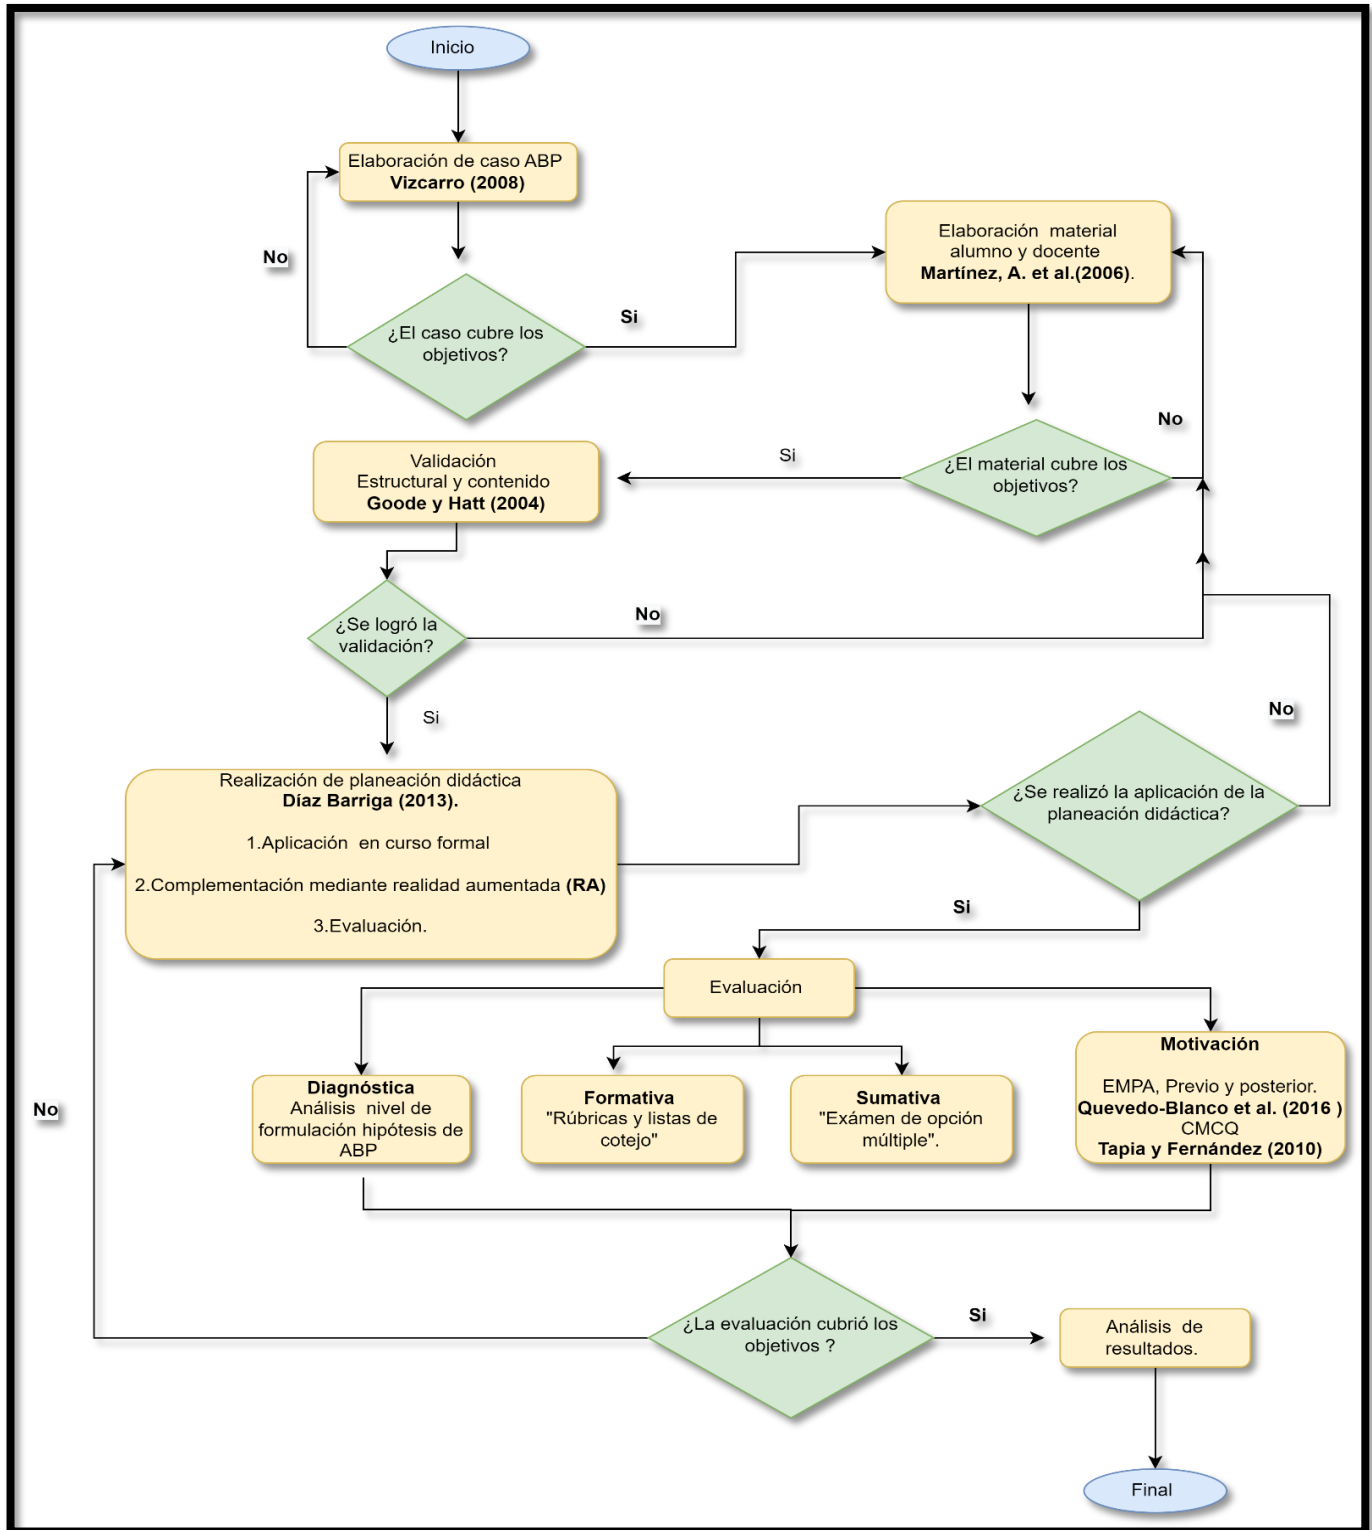 Inicio
Elaboración de caso ABP
Vizcarro (2008)
No
¿El caso cubre los
objetivos?
Si
Elaboración material
alumno y docente
Martínez, A. et al.(2006).
No
¿El material cubre los
objetivos?
Si
Validación
Estructural y contenido
Goode y Hatt (2004)
¿Se logró la
validación?
No
Si
Realización de planeación didáctica
Díaz Barriga (2013).
1.Aplicación en curso formal
2.Complementación mediante realidad aumentada (RA)
3.Evaluación.
¿Se realizó la aplicación de la
planeación didáctica?
No
Si
Evaluación
Diagnóstica
Análisis nivel de
formulación hipótesis de
ABP
Formativa
"Rúbricas y listas de
cotejo"
Sumativa
"Exámen de opción
múltiple".
Motivación
EMPA, Previo y posterior.
Quevedo-Blanco et al. (2016 )
CMCQ
Tapia y Fernández (2010)
No
¿La evaluación cubrió los
objetivos ?
Si
Análisis de
resultados.
Final